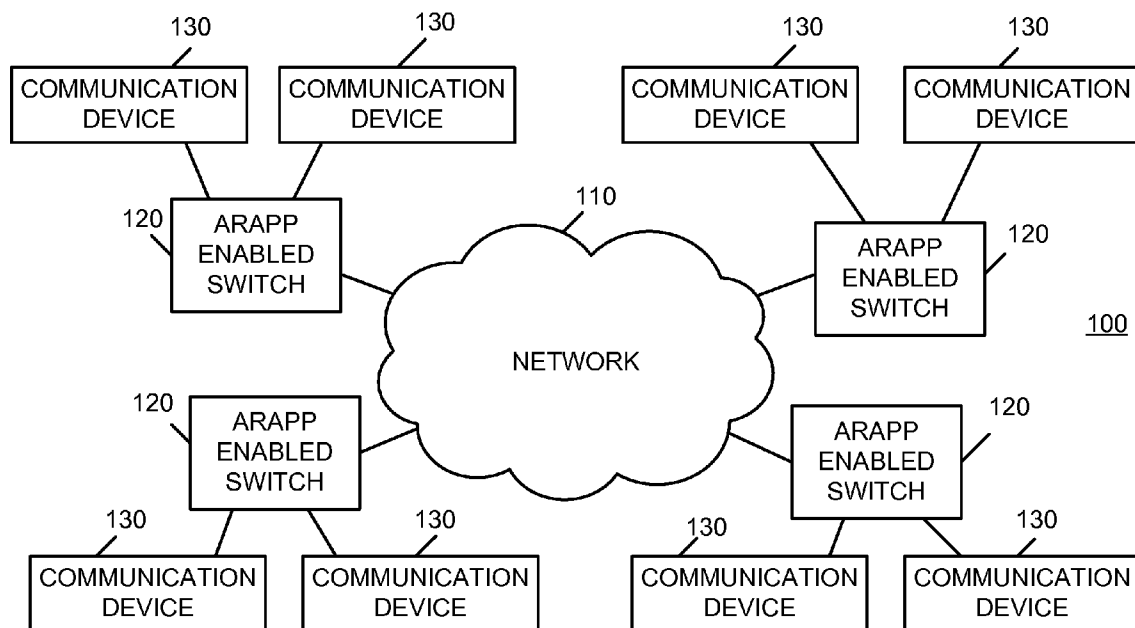 130
130
130
130
COMMUNICATION
DEVICE
COMMUNICATION
DEVICE
COMMUNICATION
DEVICE
COMMUNICATION
DEVICE
120
ARAPP
ENABLED
SWITCH
110
ARAPP
ENABLED
SWITCH
120
100
NETWORK
120
ARAPP
ENABLED
SWITCH
ARAPP
ENABLED
SWITCH
120
130
130
130
130
COMMUNICATION
DEVICE
COMMUNICATION
DEVICE
COMMUNICATION
DEVICE
COMMUNICATION
DEVICE